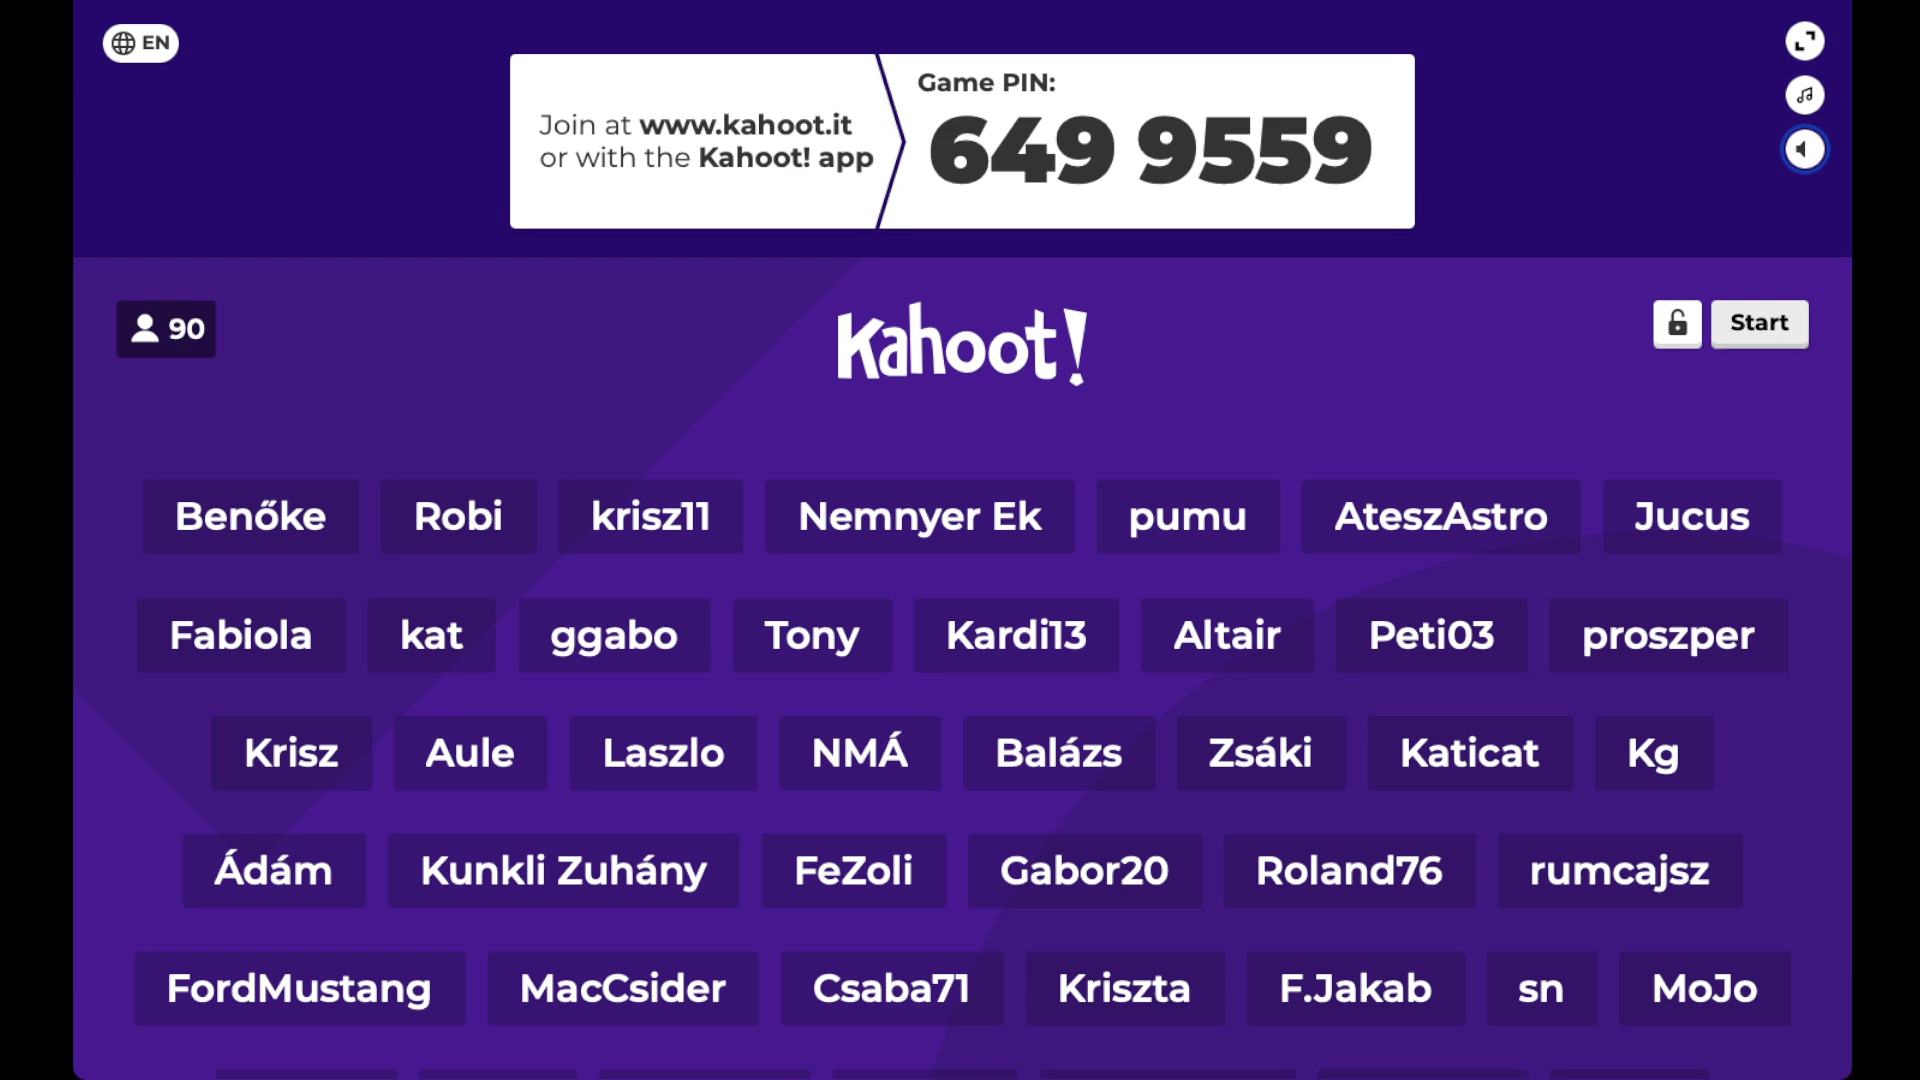 EN
Join at www.kahoot.it
or with the Kahoot! app
Game PIN:
649 9559
90
Kahoot!
Start
Benőke Robi krisz11 Nemnyer Ek pumu AteszAstro Jucus
Fabiola kat ggabo Tony Kardi13 Altair Peti03 proszper
Krisz Aule Laszlo NMÁ Balázs Zsáki Katicat Kg
Ádám Kunkli Zuhány FeZoli Gabor20 Roland76 rumcajsz
FordMustang MacCsider Csaba71 Kriszta F.Jakab sn MoJo